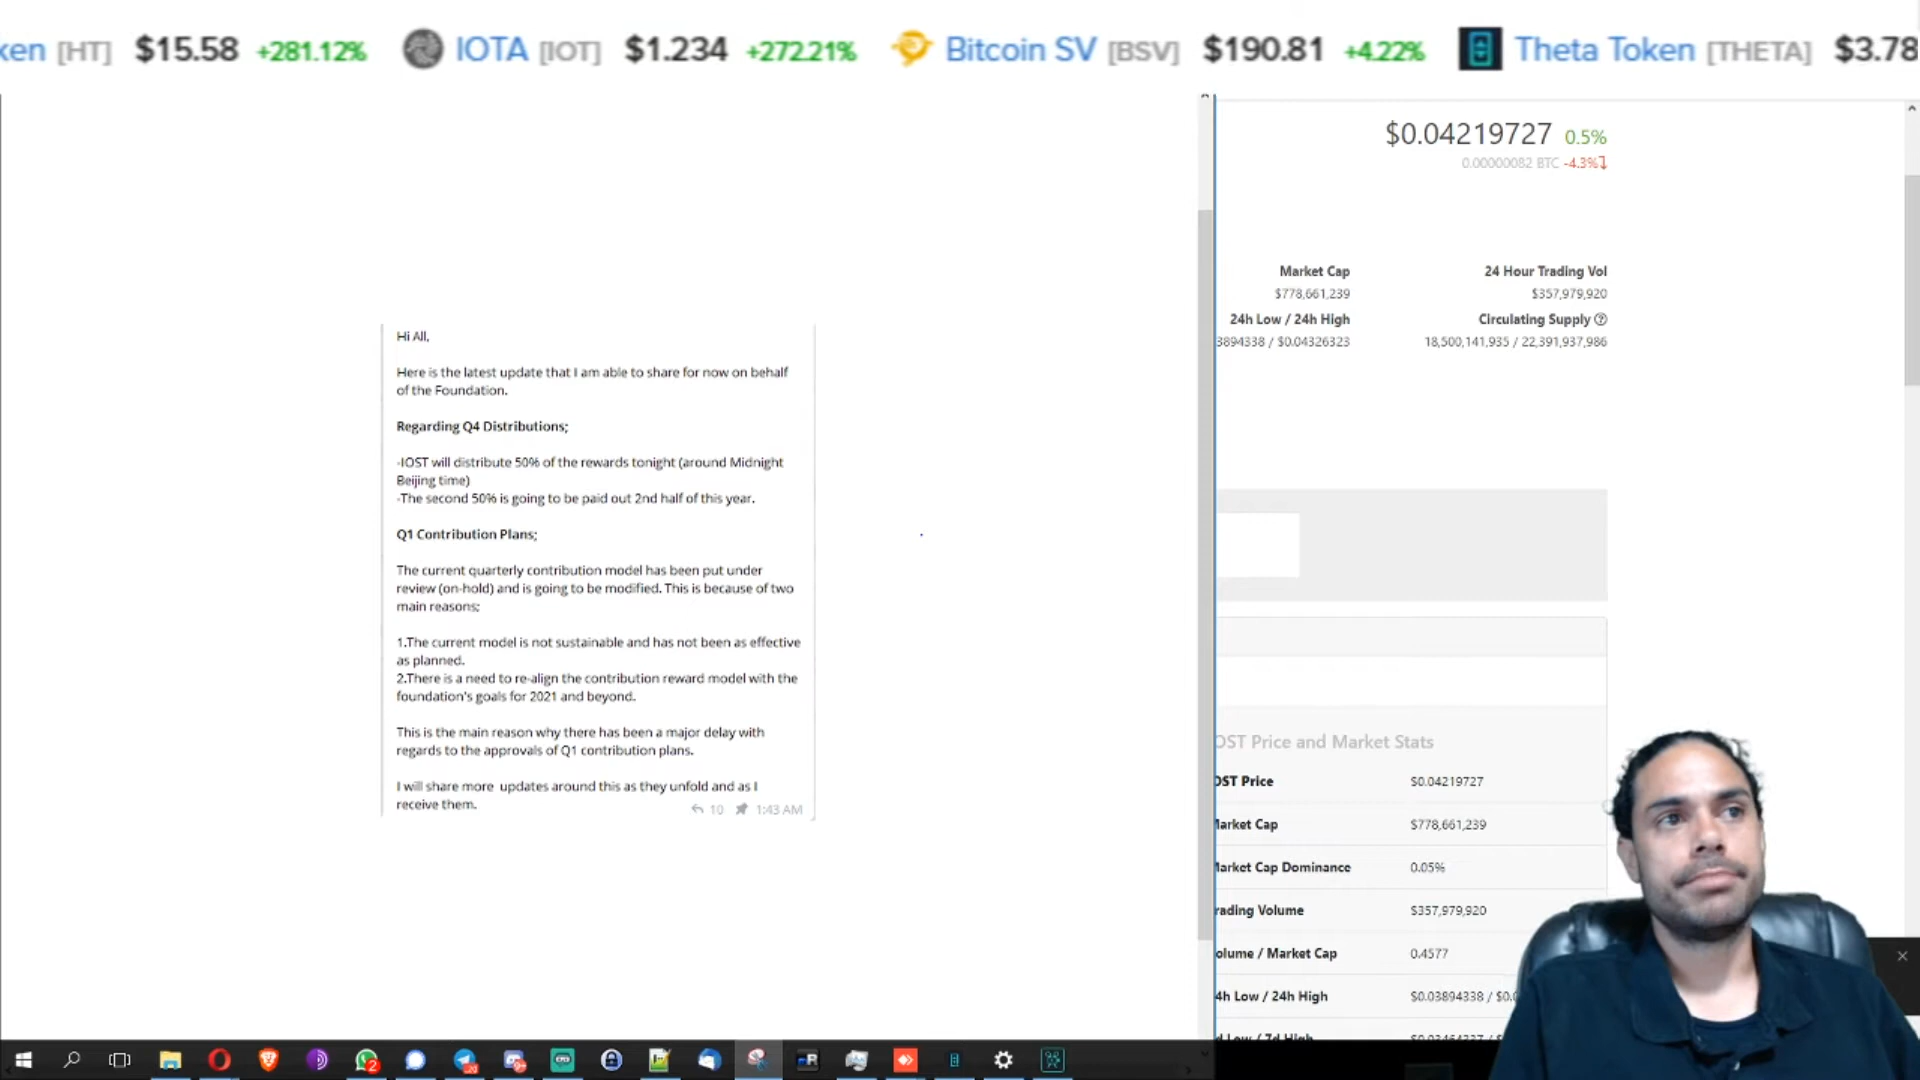 [HT] $15.58 +281.12% IOTA [IOT] $1.234 +272.21% Bitcoin SV [BSV] $190.81 +4.22% Theta Token [THETA] $3.78
$0.04219727 0.5%
0.00000082 BTC -4.3%
Market Cap 24 Hour Trading Vol
$778,661,239 $357,979,920
24h Low / 24h High Circulating Supply
3894338 / $0.04326323 18,500,141,935 / 22,391,937,986
Hi All,
Here is the latest update that I am able to share for now on behalf
of the Foundation.
Regarding Q4 Distributions;
-IOST will distribute 50% of the rewards tonight (around Midnight
Beijing time)
-The second 50% is going to be paid out 2nd half of this year.
Q1 Contribution Plans;
The current quarterly contribution model has been put under
review (on-hold) and is going to be modified. This is because of two
main reasons;
1.The current model is not sustainable and has not been as effective
as planned.
2.There is a need to re-align the contribution reward model with the
foundation's goals for 2021 and beyond.
This is the main reason why there has been a major delay with
regards to the approvals of Q1 contribution plans.
I will share more updates around this as they unfold and as I
receive them.
10 1:43 AM
OST Price and Market Stats
OST Price $0.04219727
Market Cap $778,661,239
Market Cap Dominance 0.05%
rading Volume $357,979,920
olume / Market Cap 0.4577
4h Low / 24h High $0.03894338 / $0.